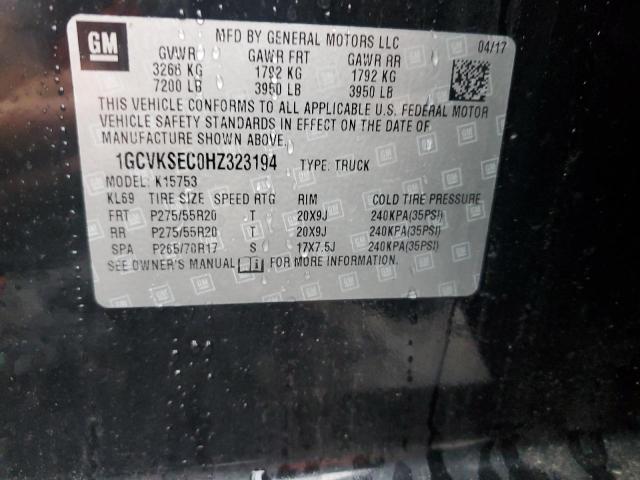 GM
MFD BY GENERAL MOTORS LLC 04/17
GVWR GAWR FRT GAWR RR
3266 KG 1792 KG 1792 KG
7200 LB 3950 LB 3950 LB
THIS VEHICLE CONFORMS TO ALL APPLICABLE U.S. FEDERAL MOTOR
VEHICLE SAFETY STANDARDS IN EFFECT ON THE DATE OF
MANUFACTURE SHOWN ABOVE.
1GCVKSEC0HZ323194 TYPE: TRUCK
MODEL: K15753
KL69 TIRE SIZE SPEED RTG RIM COLD TIRE PRESSURE
FRT P275/55R20 T 20X9J 240KPA(35PSI)
RR P275/55R20 T 20X9J 240KPA(35PSI)
SPA P265/70R17 S 17X7.5J 240KPA(35PSI)
SEE OWNER'S MANUAL FOR MORE INFORMATION.